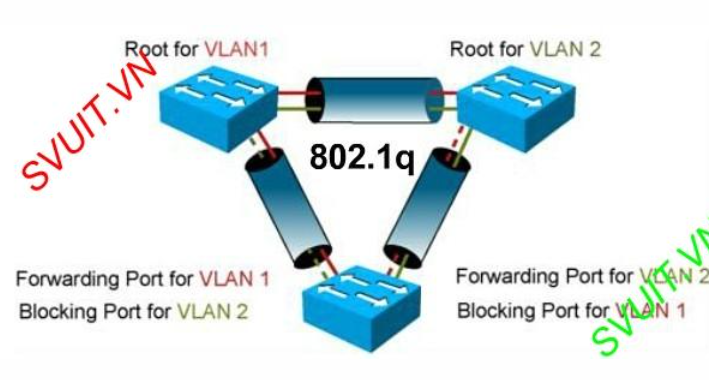 Root for VLAN1
Root for VLAN 2
SVUIT.VN
802.1q
Forwarding Port for VLAN 1
Blocking Port for VLAN 2
Forwarding Port for VLAN 2
Blocking Port for VLAN 1
SVUIT.VN